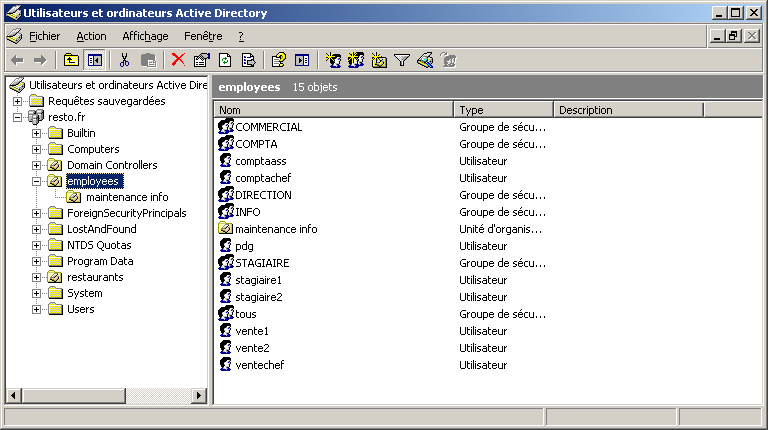 Utilisateurs et ordinateurs Active Directory
Fichier Action Affichage Fenêtre ?
Utilisateurs et ordinateurs Active Dire
Requêtes sauvegardées
resto.fr
Builtin
Computers
Domain Controllers
employees
maintenance info
ForeignSecurityPrincipals
LostAndFound
NTDS Quotas
Program Data
restaurants
System
Users
employees 15 objets
Nom Type Description
COMMERCIAL Groupe de sécu...
COMPTA Groupe de sécu...
comptaass Utilisateur
comptachef Utilisateur
DIRECTION Groupe de sécu...
INFO Groupe de sécu...
maintenance info Unité d'organis...
pdg Utilisateur
STAGIAIRE Groupe de sécu...
stagiaire1 Utilisateur
stagiaire2 Utilisateur
tous Groupe de sécu...
vente1 Utilisateur
vente2 Utilisateur
ventechef Utilisateur